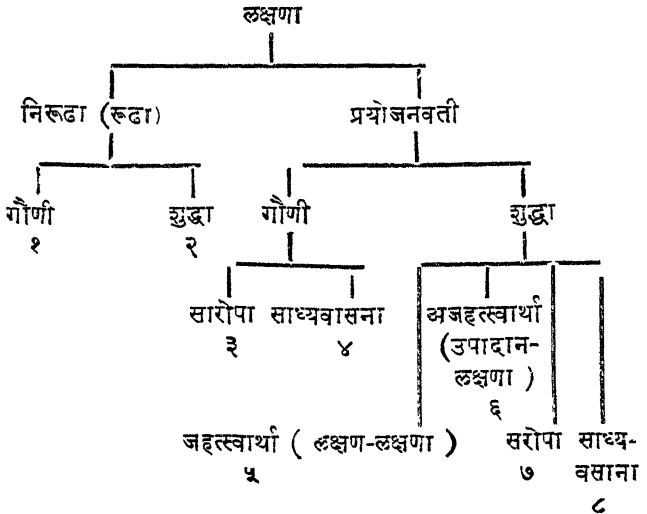 लक्षणा
निरूढा (रूढा) प्रयोजनवती
गौणी शुद्धा गौणी शुद्धा
१ २
सारोपा साध्यवासना अजहत्स्वार्था
३ ४ (उपादान-
लक्षणा )
६
जहत्स्वार्था ( लक्षण-लक्षणा ) सरोपा साध्य-
५ ७ वसाना
८